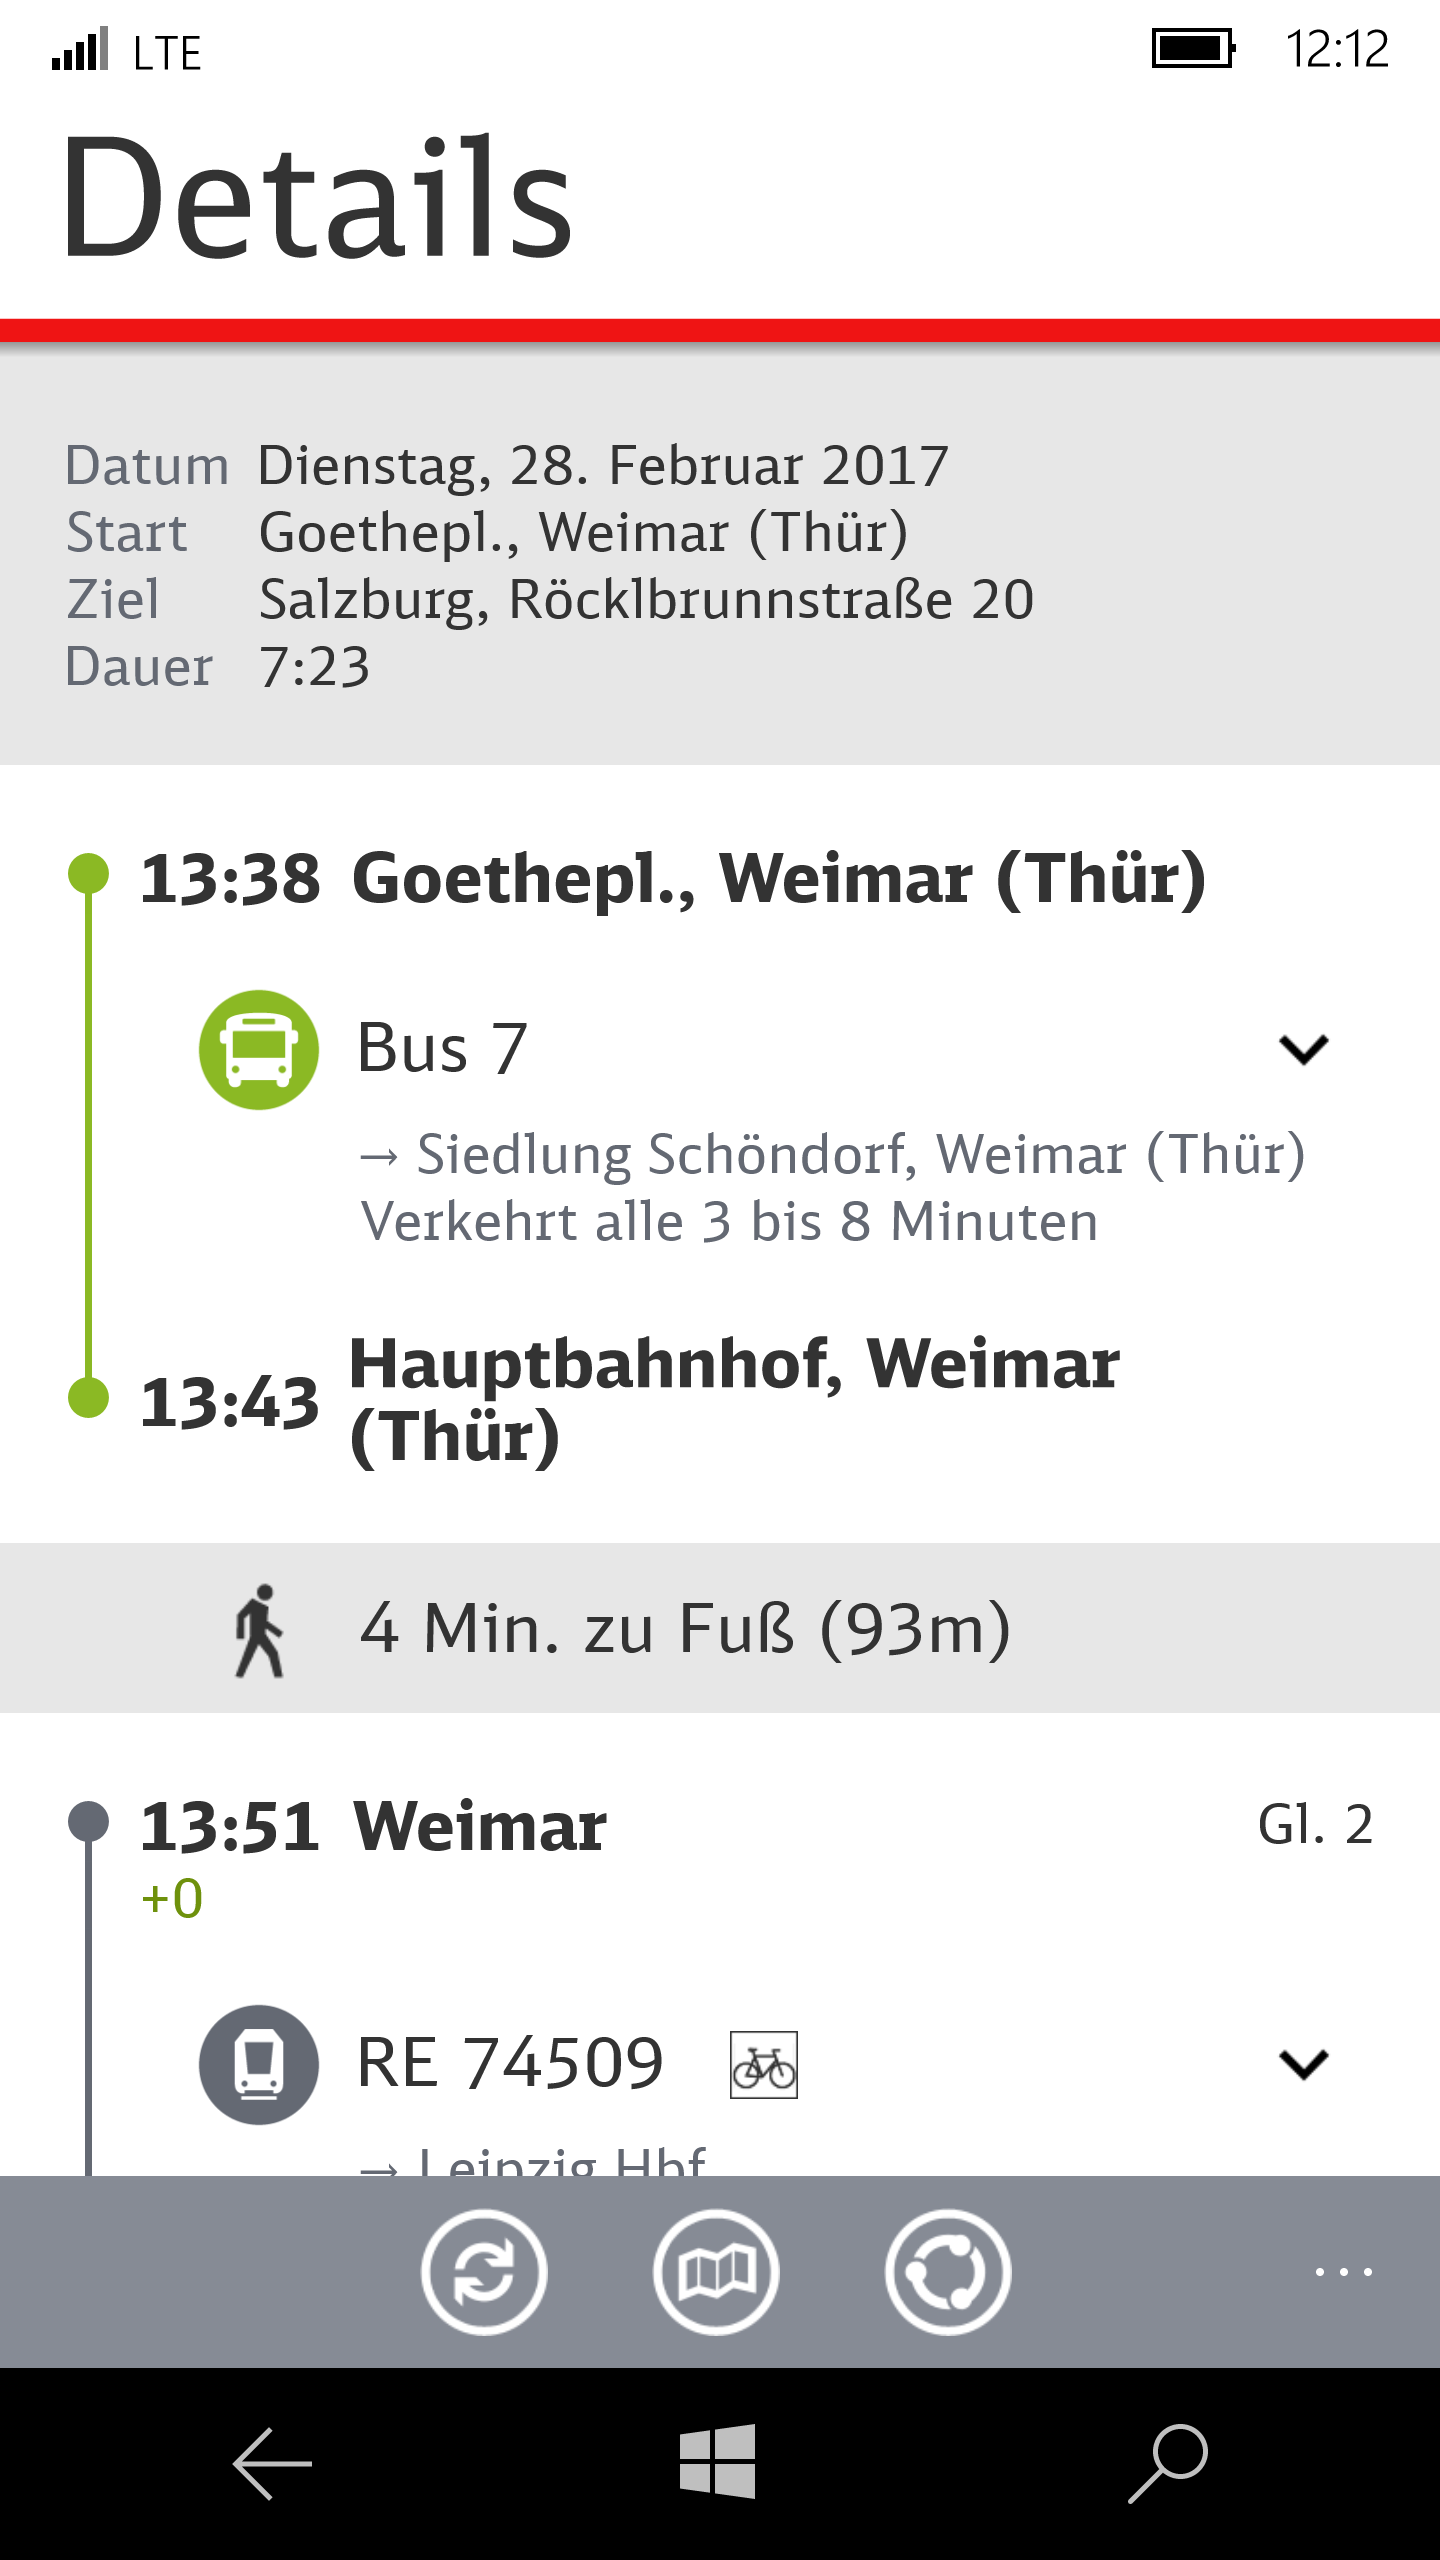 LTE 12:12
Details
Datum Dienstag, 28. Februar 2017
Start Goethepl., Weimar (Thür)
Ziel Salzburg, Röcklbrunnstraße 20
Dauer 7:23
13:38 Goethepl., Weimar (Thür)
Bus 7
→ Siedlung Schöndorf, Weimar (Thür)
Verkehrt alle 3 bis 8 Minuten
13:43 Hauptbahnhof, Weimar
(Thür)
4 Min. zu Fuß (93m)
13:51 Weimar Gl. 2
+0
RE 74509
→ Leipzig Hbf